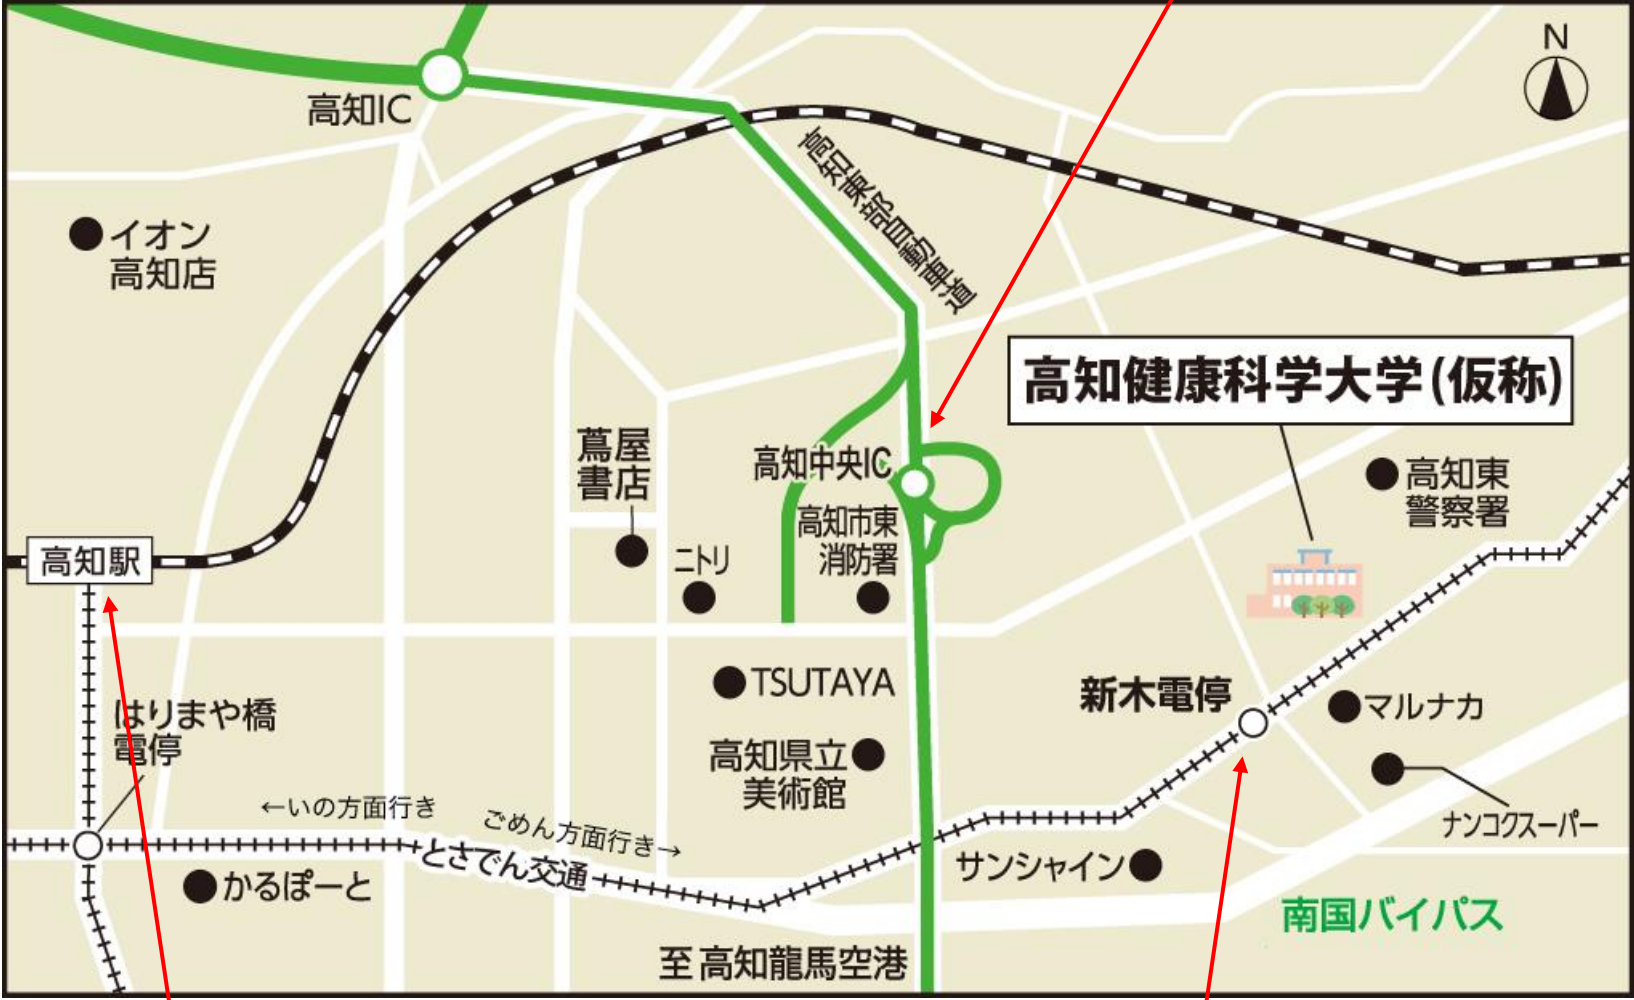 N
高知IC
高知東部自動車道
イオン
高知店
高知健康科学大学(仮称)
蔦屋
書店
高知中央IC
高知東
警察署
高知市東
消防署
ニトリ
高知駅
TSUTAYA
新木電停
マルナカ
はりまや橋
電停
高知県立
美術館
←いの方面行き
ごめん方面行き→
ナンコクスーパー
とさでん交通
サンシャイン
かるぽーと
南国バイパス
至高知龍馬空港